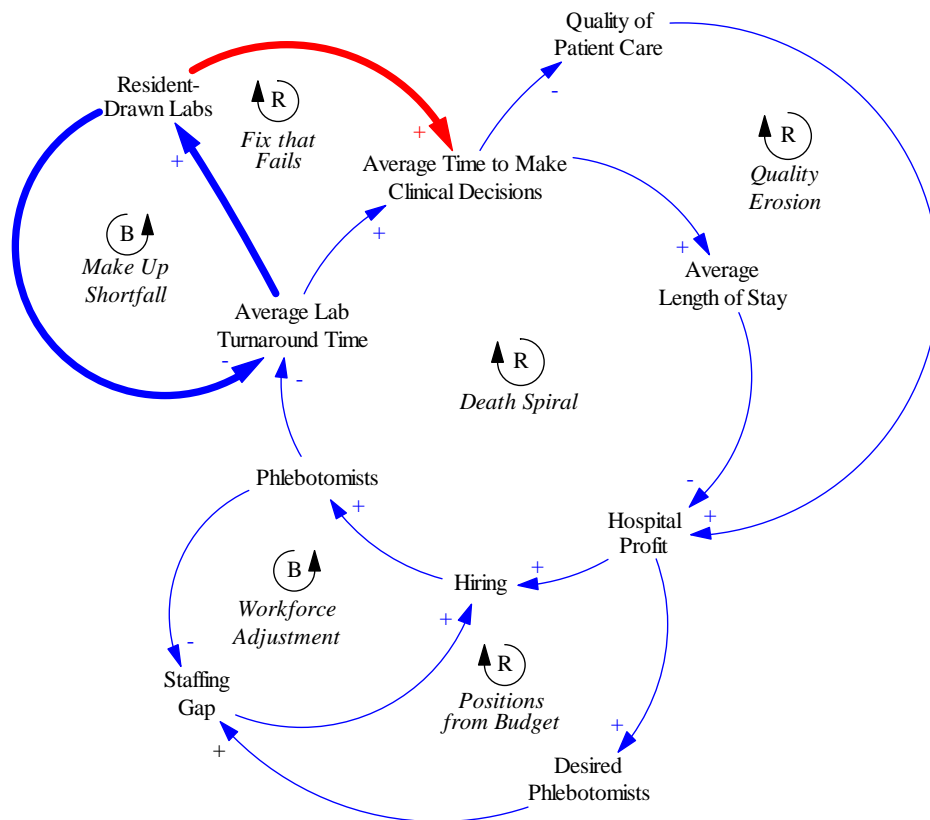 Quality of
Patient Care
-
Resident-
Drawn Labs
R
Fix that
Fails
+
+
Average Time to Make
Clinical Decisions
R
Quality
Erosion
B
Make Up
Shortfall
+
+
Average
Length of Stay
Average Lab
Turnaround Time
-
-
R
Death Spiral
Phlebotomists
+
-
+
Hospital
Profit
B
Workforce
Adjustment
Hiring
+
+
-
Staffing
Gap
+
R
Positions
from Budget
+
Desired
Phlebotomists